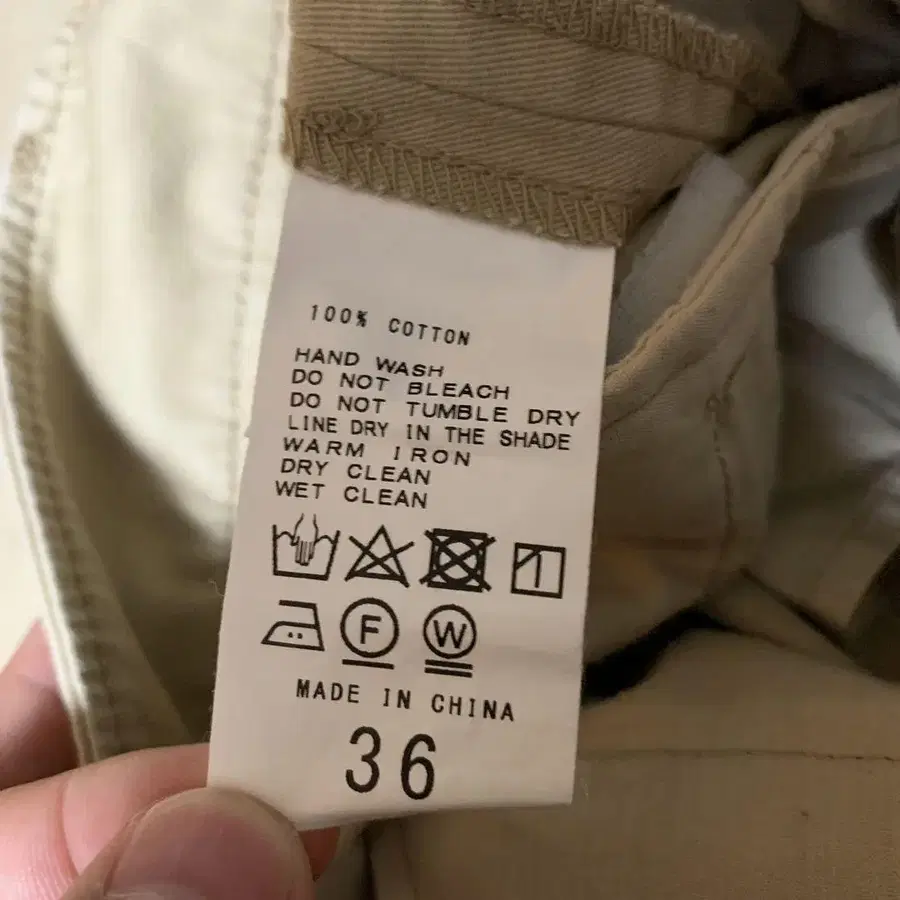 100% COTTON
HAND WASH
DO NOT BLEACH
DO NOT TUMBLE DRY
LINE DRY IN THE SHADE
WARM IRON
DRY CLEAN
WET CLEAN
F W
MADE IN CHINA
36